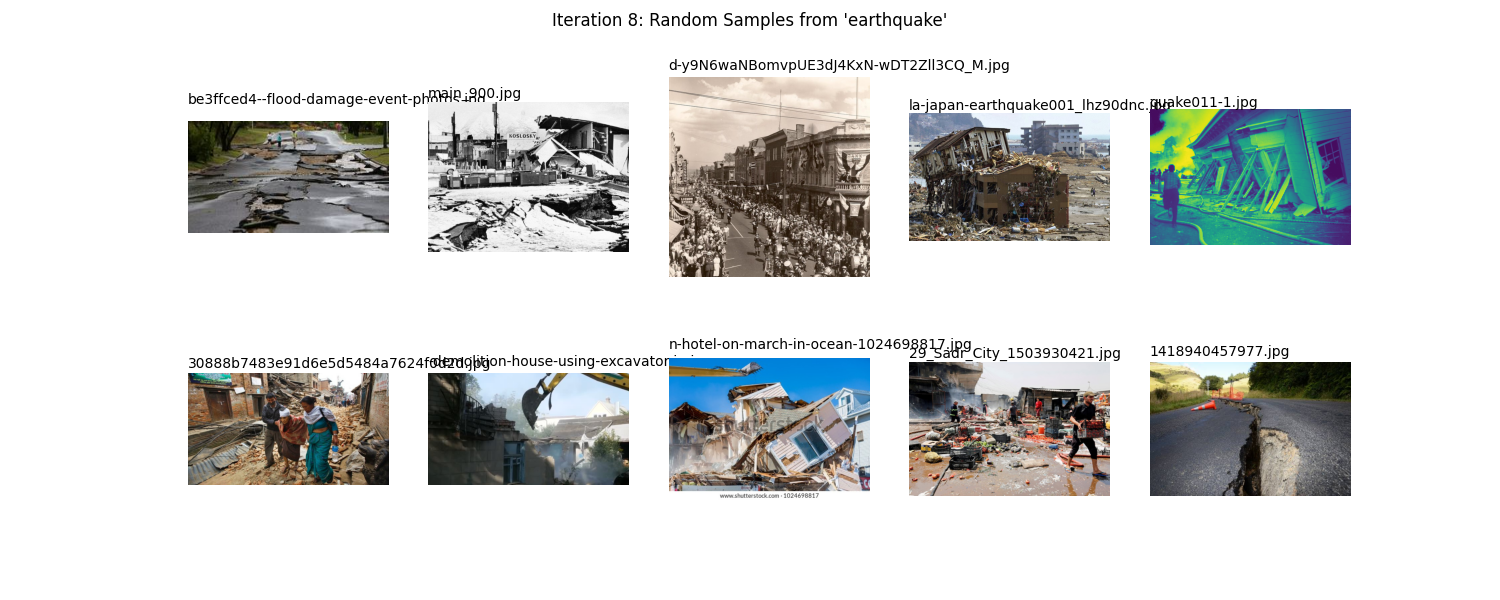 Iteration 8: Random Samples from 'earthquake'
be3ffced4--flood-damage-event-photos.jpg
main_900.jpg
d-y9N6waNBomvpUE3dJ4KxN-wDT2Zll3CQ_M.jpg
la-japan-earthquake001_lhz90dnc.jpg
quake011-1.jpg
KOSLOSKY
30888b7483e91d6e5d5484a7624f0d2d.jpg
demolition-house-using-excavator
n-hotel-on-march-in-ocean-1024698817.jpg
29_Sadr_City_1503930421.jpg
1418940457977.jpg
shutterstock
www.shutterstock.com · 1024698817